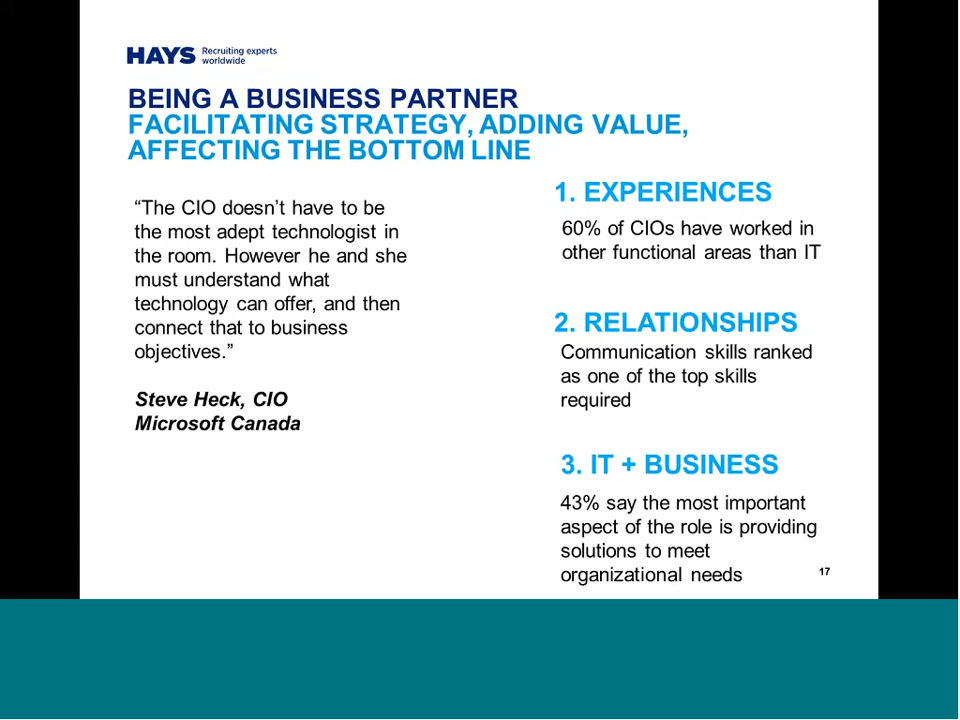 HAYS Recruiting experts
worldwide
BEING A BUSINESS PARTNER
FACILITATING STRATEGY, ADDING VALUE,
AFFECTING THE BOTTOM LINE
“The CIO doesn’t have to be
the most adept technologist in
the room. However he and she
must understand what
technology can offer, and then
connect that to business
objectives.”
Steve Heck, CIO
Microsoft Canada
1. EXPERIENCES
60% of CIOs have worked in
other functional areas than IT
2. RELATIONSHIPS
Communication skills ranked
as one of the top skills
required
3. IT + BUSINESS
43% say the most important
aspect of the role is providing
solutions to meet
organizational needs
17